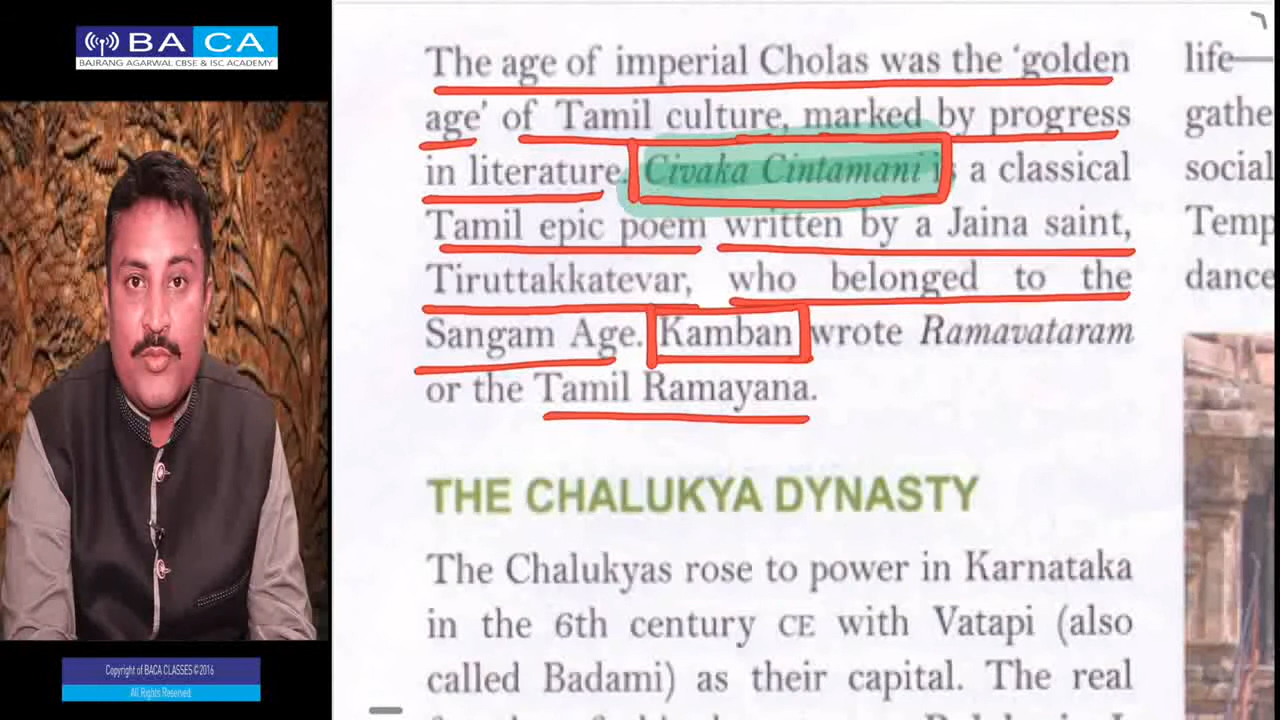 BA CA
BAJRANG AGARWAL CBSE & ISC ACADEMY
The age of imperial Cholas was the 'golden
age' of Tamil culture, marked by progress
in literature. Civaka Cintamani is a classical
Tamil epic poem written by a Jaina saint,
Tiruttakkatevar, who belonged to the
Sangam Age. Kamban wrote Ramavataram
or the Tamil Ramayana.
THE CHALUKYA DYNASTY
The Chalukyas rose to power in Karnataka
in the 6th century CE with Vatapi (also
called Badami) as their capital. The real
life—
gathe
social
Temp
dance
Copyright of BACA CLASSES ©2016
All Rights Reserved